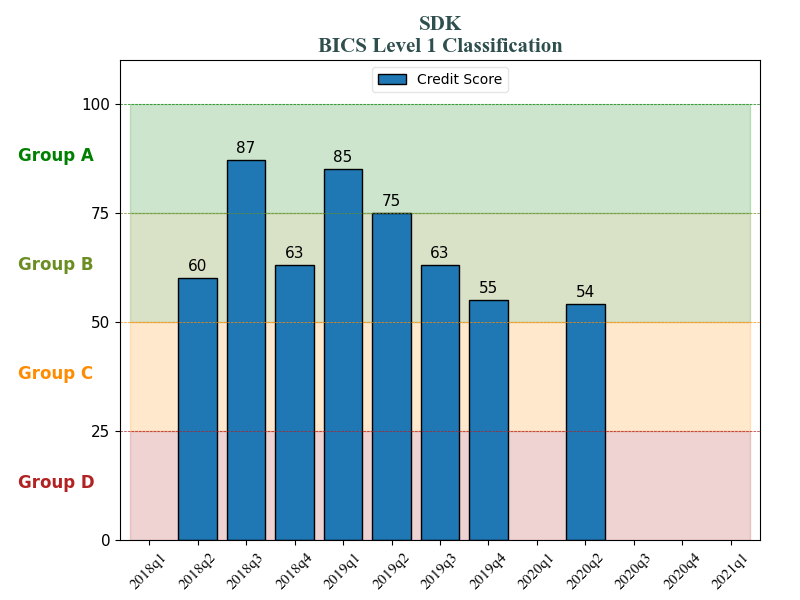 SDK
BICS Level 1 Classification
Credit Score
100
75
50
25
0
Group A
Group B
Group C
Group D
60
87
63
85
75
63
55
54
2018q1
2018q2
2018q3
2018q4
2019q1
2019q2
2019q3
2019q4
2020q1
2020q2
2020q3
2020q4
2021q1